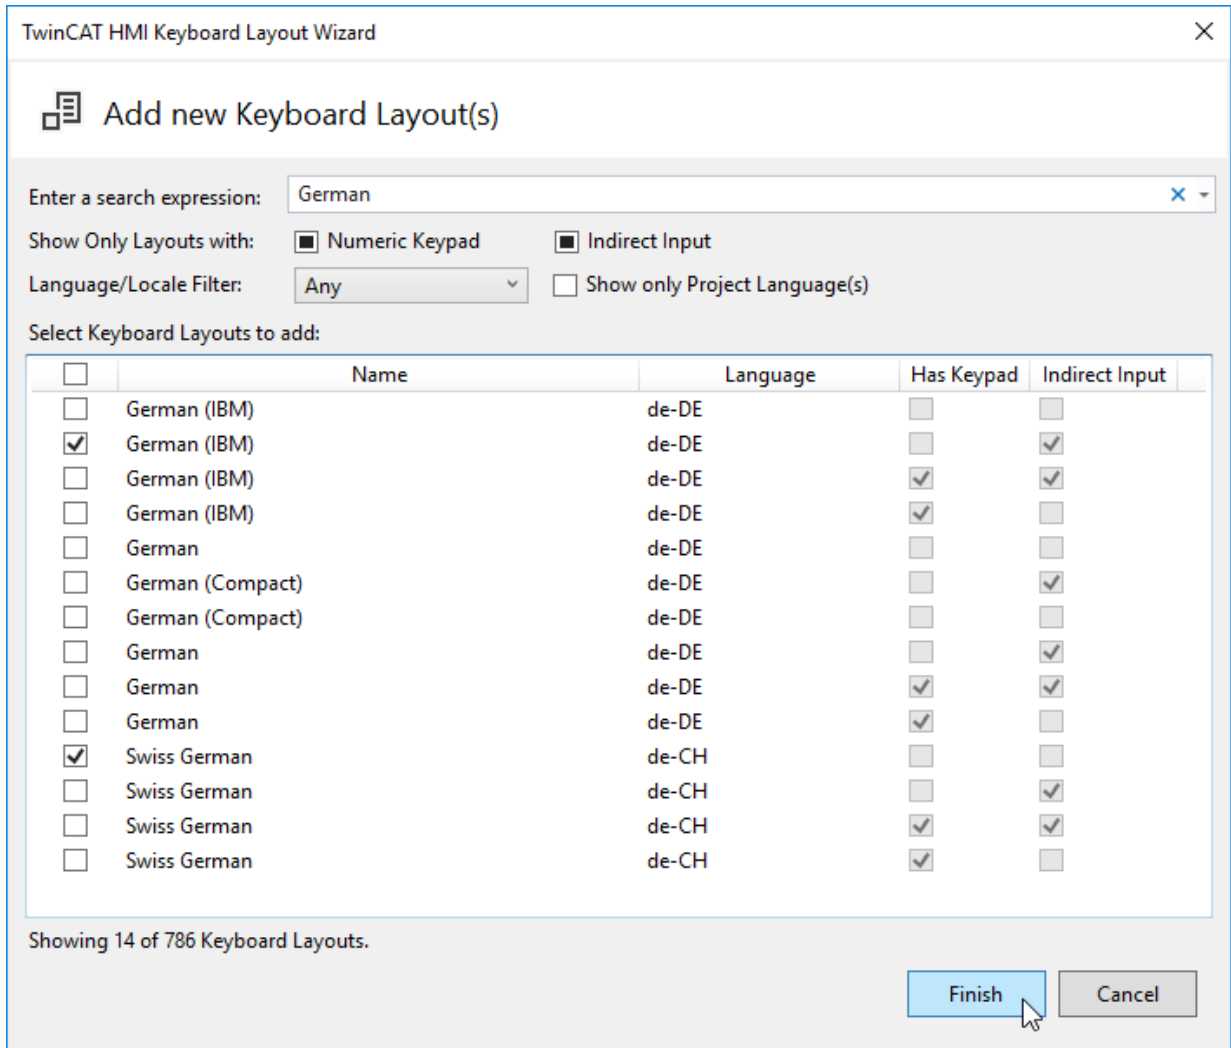 TwinCAT HMI Keyboard Layout Wizard
Add new Keyboard Layout(s)
Enter a search expression: German
Show Only Layouts with: Numeric Keypad Indirect Input
Language/Locale Filter: Any Show only Project Language(s)
Select Keyboard Layouts to add:
Name Language Has Keypad Indirect Input
German (IBM) de-DE
German (IBM) de-DE
German (IBM) de-DE
German (IBM) de-DE
German de-DE
German (Compact) de-DE
German (Compact) de-DE
German de-DE
German de-DE
German de-DE
Swiss German de-CH
Swiss German de-CH
Swiss German de-CH
Swiss German de-CH
Showing 14 of 786 Keyboard Layouts.
Finish Cancel